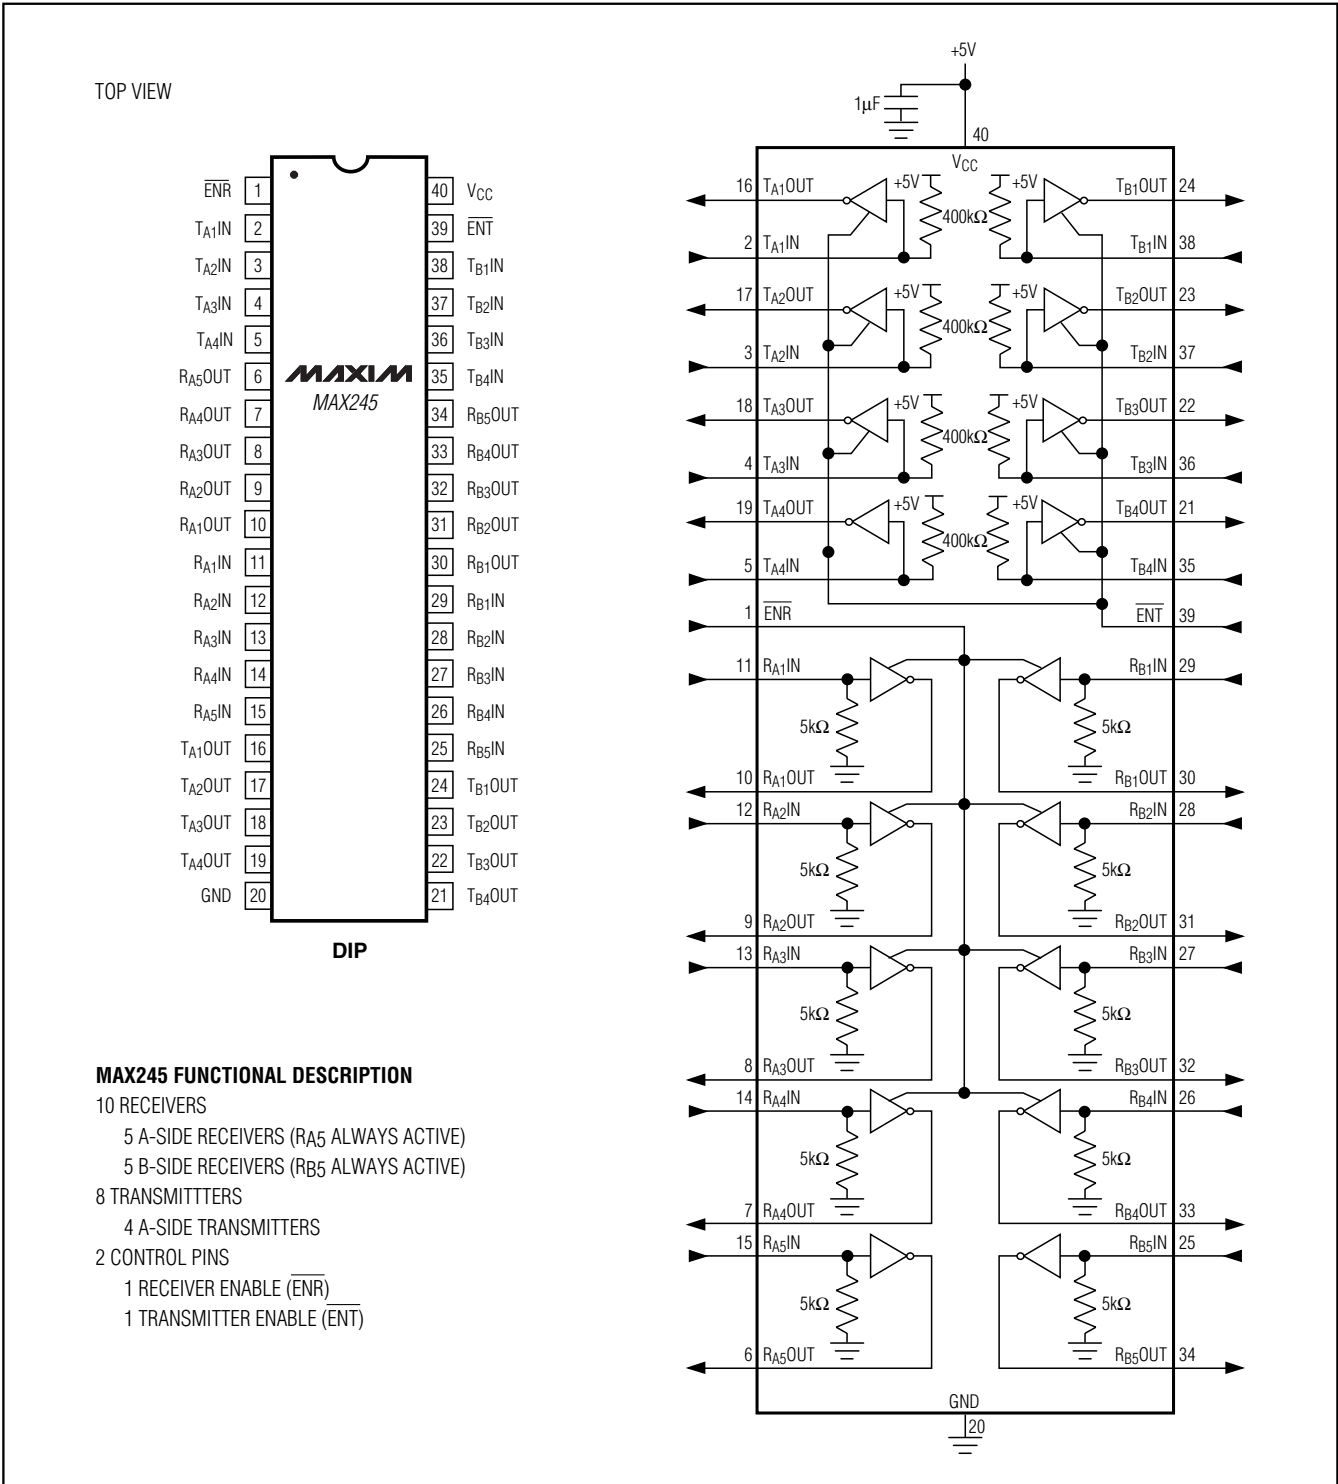 TOP VIEW
ENR 1
TA1IN 2
TA2IN 3
TA3IN 4
TA4IN 5
RA5OUT 6
RA4OUT 7
RA3OUT 8
RA2OUT 9
RA1OUT 10
RA1IN 11
RA2IN 12
RA3IN 13
RA4IN 14
RA5IN 15
TA1OUT 16
TA2OUT 17
TA3OUT 18
TA4OUT 19
GND 20
MAXIM
MAX245
40 VCC
39 ENT
38 TB1IN
37 TB2IN
36 TB3IN
35 TB4IN
34 RB5OUT
33 RB4OUT
32 RB3OUT
31 RB2OUT
30 RB1OUT
29 RB1IN
28 RB2IN
27 RB3IN
26 RB4IN
25 RB5IN
24 TB1OUT
23 TB2OUT
22 TB3OUT
21 TB4OUT
DIP
MAX245 FUNCTIONAL DESCRIPTION
10 RECEIVERS
5 A-SIDE RECEIVERS (RA5 ALWAYS ACTIVE)
5 B-SIDE RECEIVERS (RB5 ALWAYS ACTIVE)
8 TRANSMITTTERS
4 A-SIDE TRANSMITTERS
2 CONTROL PINS
1 RECEIVER ENABLE (ENR)
1 TRANSMITTER ENABLE (ENT)
+5V
1µF
40
VCC
16 TA1OUT +5V +5V TB1OUT 24
400kΩ
2 TA1IN TB1IN 38
17 TA2OUT +5V +5V TB2OUT 23
400kΩ
3 TA2IN TB2IN 37
18 TA3OUT +5V +5V TB3OUT 22
400kΩ
4 TA3IN TB3IN 36
19 TA4OUT +5V +5V TB4OUT 21
400kΩ
5 TA4IN TB4IN 35
1 ENR ENT 39
11 RA1IN RB1IN 29
5kΩ 5kΩ
10 RA1OUT RB1OUT 30
12 RA2IN RB2IN 28
5kΩ 5kΩ
9 RA2OUT RB2OUT 31
13 RA3IN RB3IN 27
5kΩ 5kΩ
8 RA3OUT RB3OUT 32
14 RA4IN RB4IN 26
5kΩ 5kΩ
7 RA4OUT RB4OUT 33
15 RA5IN RB5IN 25
5kΩ 5kΩ
6 RA5OUT RB5OUT 34
GND
20